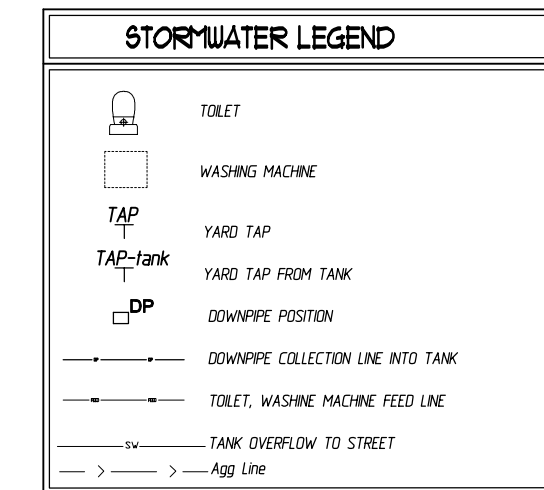 STORMWATER LEGEND
TOILET
WASHING MACHINE
TAP
YARD TAP
TAP-tank
YARD TAP FROM TANK
DP
DOWNPIPE POSITION
DOWNPIPE COLLECTION LINE INTO TANK
TOILET, WASHINE MACHINE FEED LINE
SW TANK OVERFLOW TO STREET
Agg Line